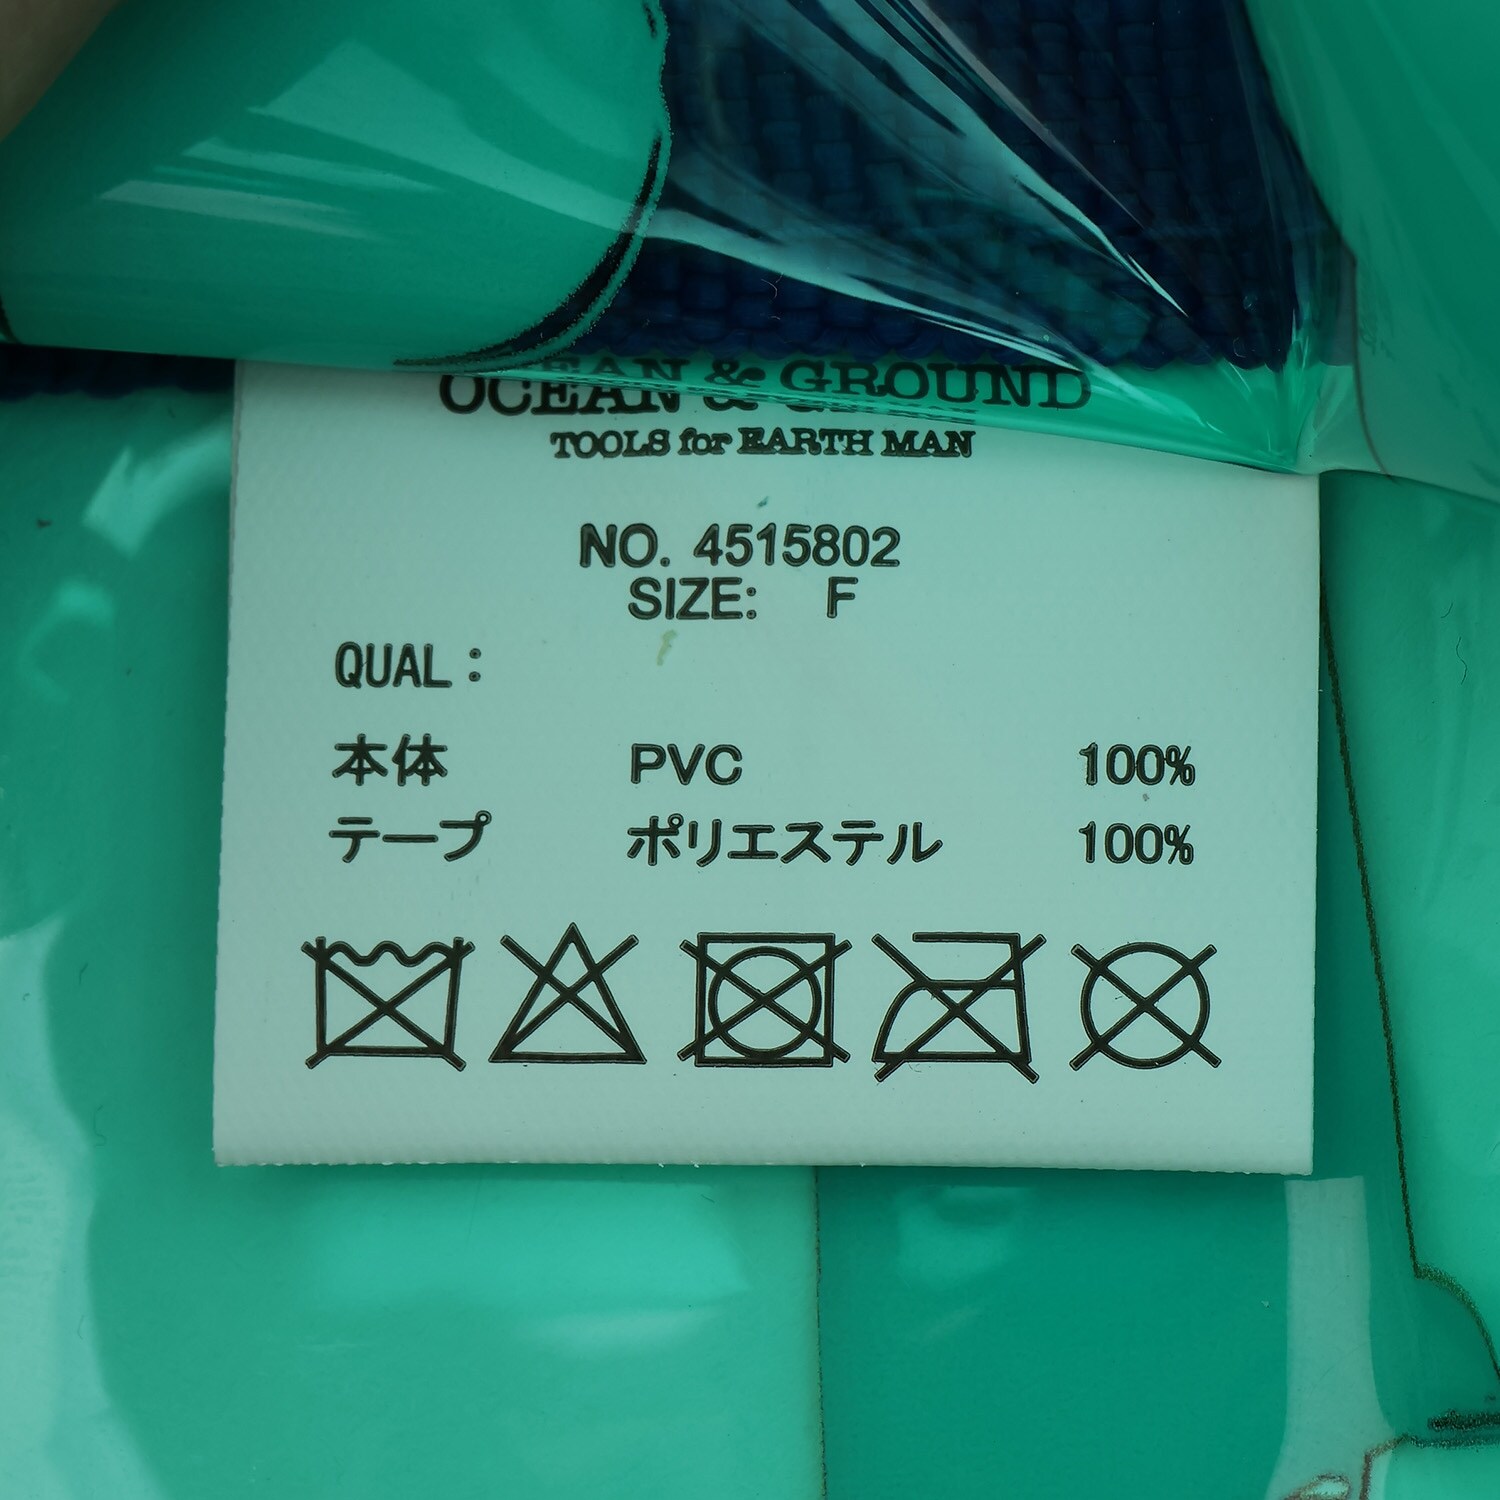 OCEAN & GROUND
TOOLS for EARTH MAN
NO. 4515802
SIZE: F
QUAL :
本体 PVC 100%
テープ ポリエステル 100%